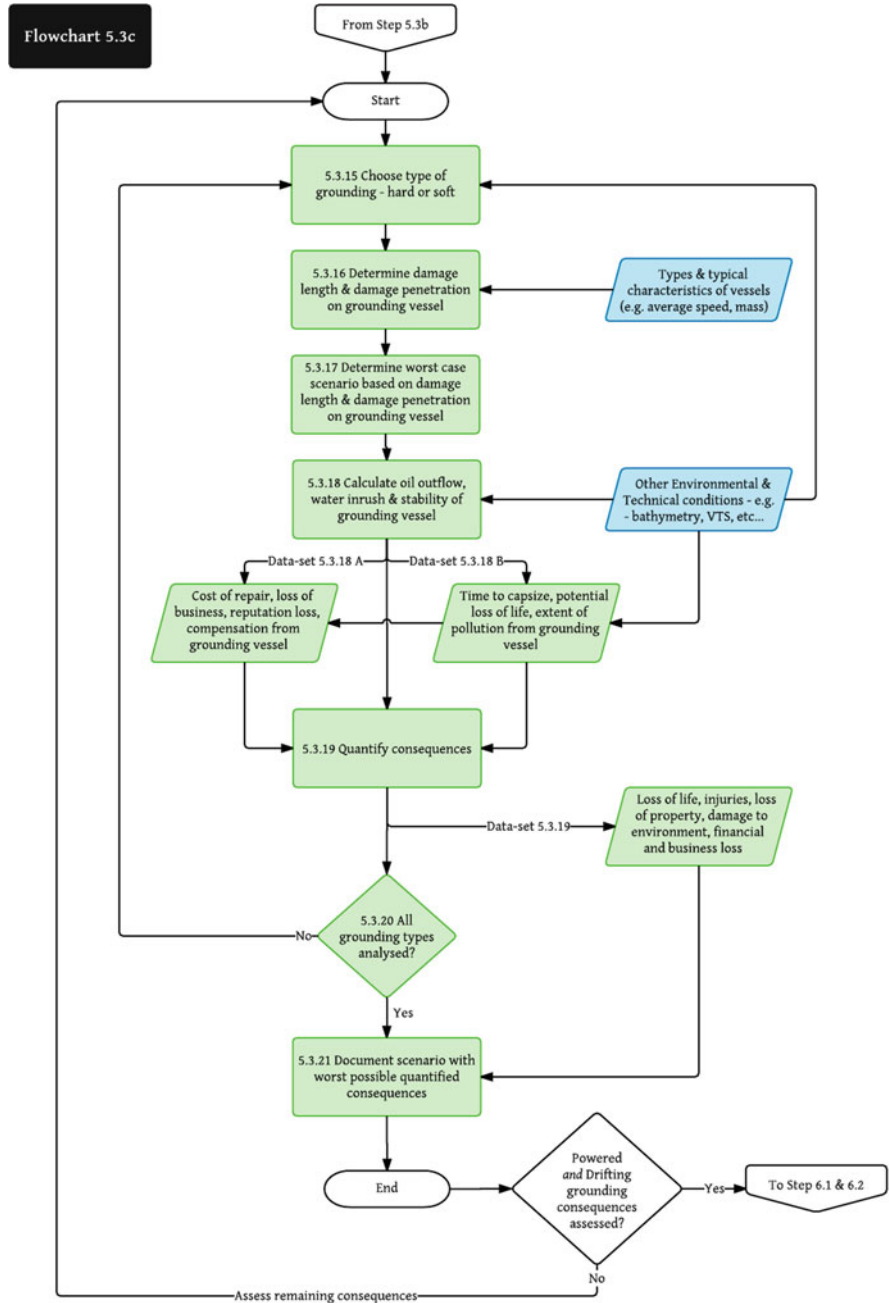 Flowchart 5.3c
From Step 5.3b
Start
5.3.15 Choose type of
grounding - hard or soft
5.3.16 Determine damage
length & damage penetration
on grounding vessel
Types & typical
characteristics of vessels
(e.g. average speed, mass)
5.3.17 Determine worst case
scenario based on damage
length & damage penetration
on grounding vessel
5.3.18 Calculate oil outflow,
water inrush & stability of
grounding vessel
Other Environmental &
Technical conditions - e.g.
- bathymetry, VTS, etc...
Data-set 5.3.18 A
Data-set 5.3.18 B
Cost of repair, loss of
business, reputation loss,
compensation from
grounding vessel
Time to capsize, potential
loss of life, extent of
pollution from grounding
vessel
5.3.19 Quantify consequences
Data-set 5.3.19
Loss of life, injuries, loss
of property, damage to
environment, financial
and business loss
5.3.20 All
grounding types
analysed?
No
Yes
5.3.21 Document scenario with
worst possible quantified
consequences
End
Powered
and Drifting
grounding
consequences
assessed?
Yes
To Step 6.1 & 6.2
No
Assess remaining consequences